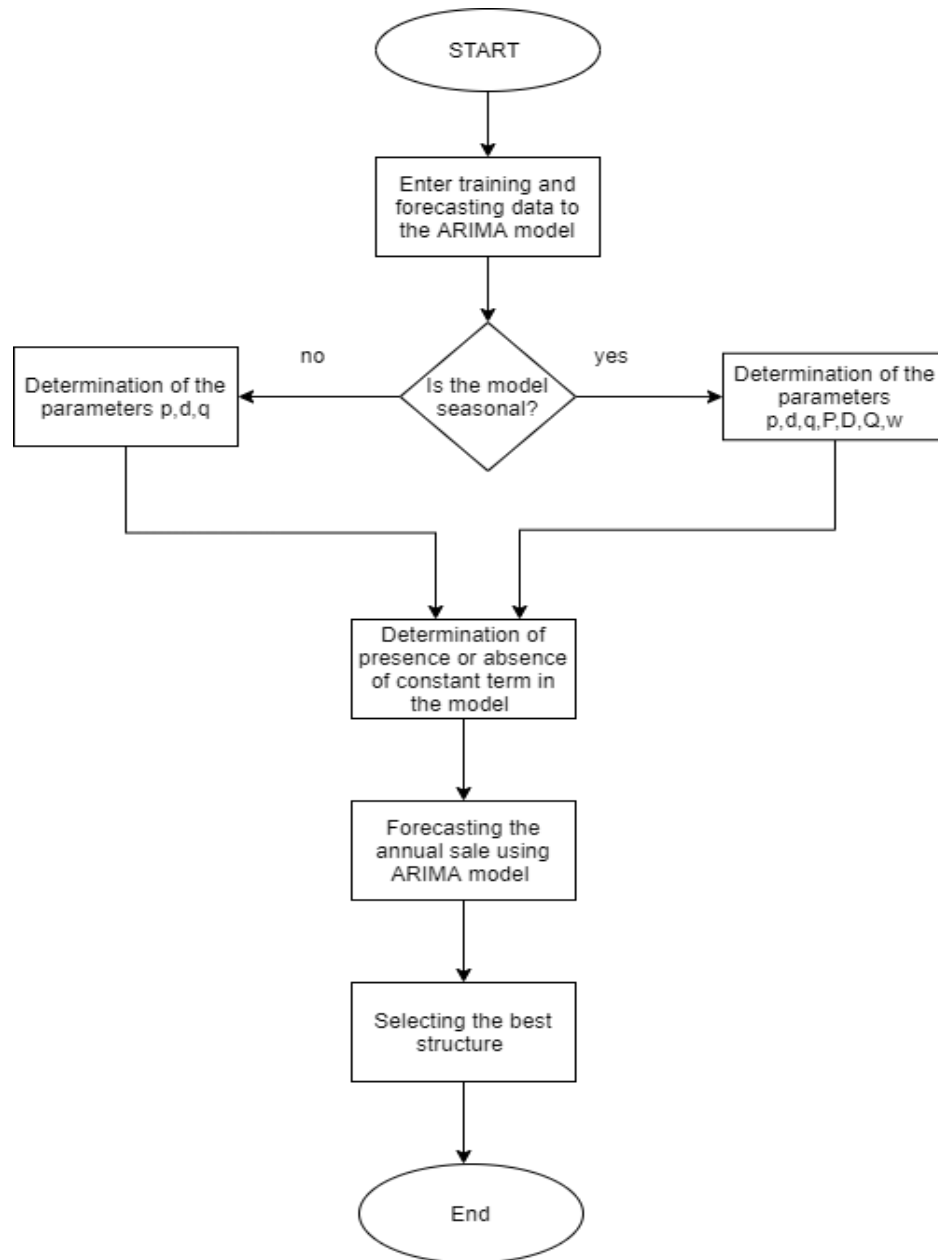 START
Enter training and
forecasting data to
the ARIMA model
no
yes
Determination of the
parameters p,d,q
Is the model
seasonal?
Determination of the
parameters
p,d,q,P,D,Q,w
Determination of
presence or absence
of constant term in
the model
Forecasting the
annual sale using
ARIMA model
Selecting the best
structure
End